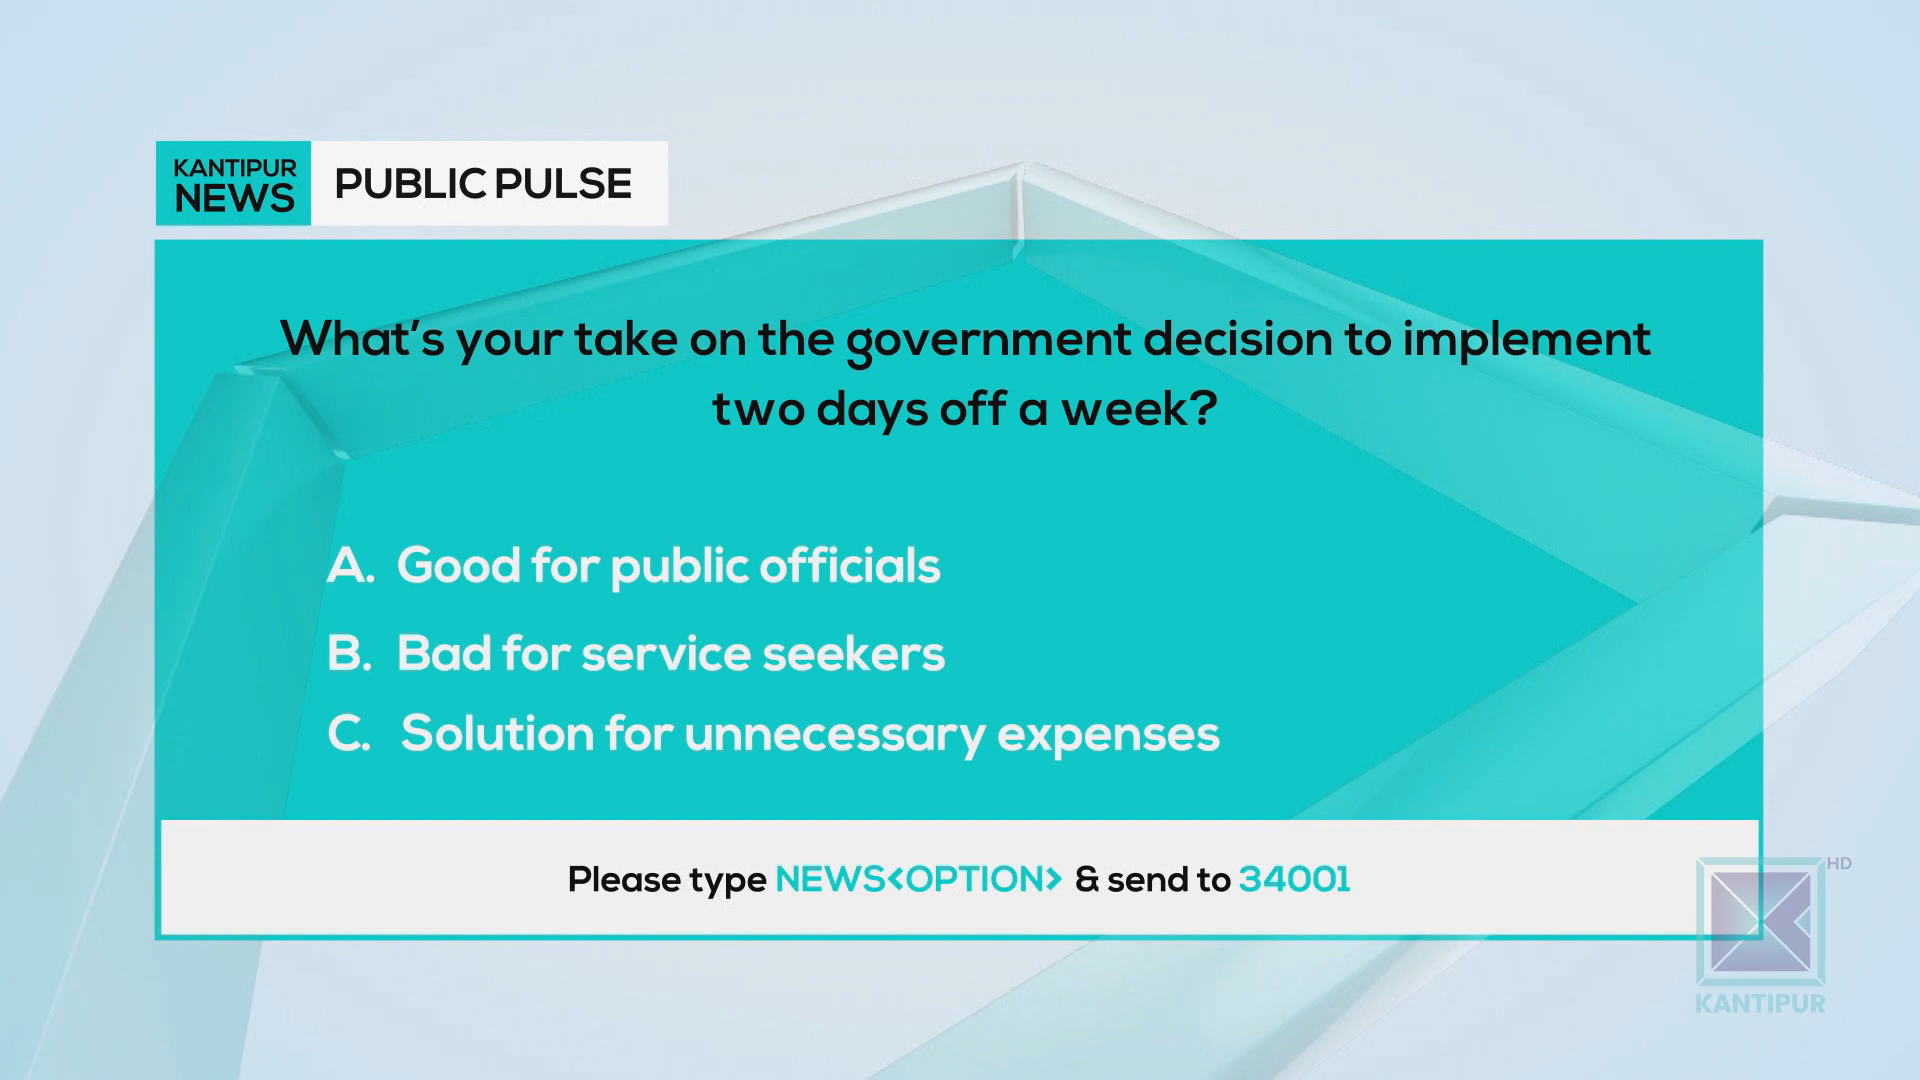 KANTIPUR
NEWS
PUBLIC PULSE
What's your take on the government decision to implement
two days off a week?
A. Good for public officials
B. Bad for service seekers
C. Solution for unnecessary expenses
Please type NEWS<OPTION> & send to 34001
HD
KANTIPUR